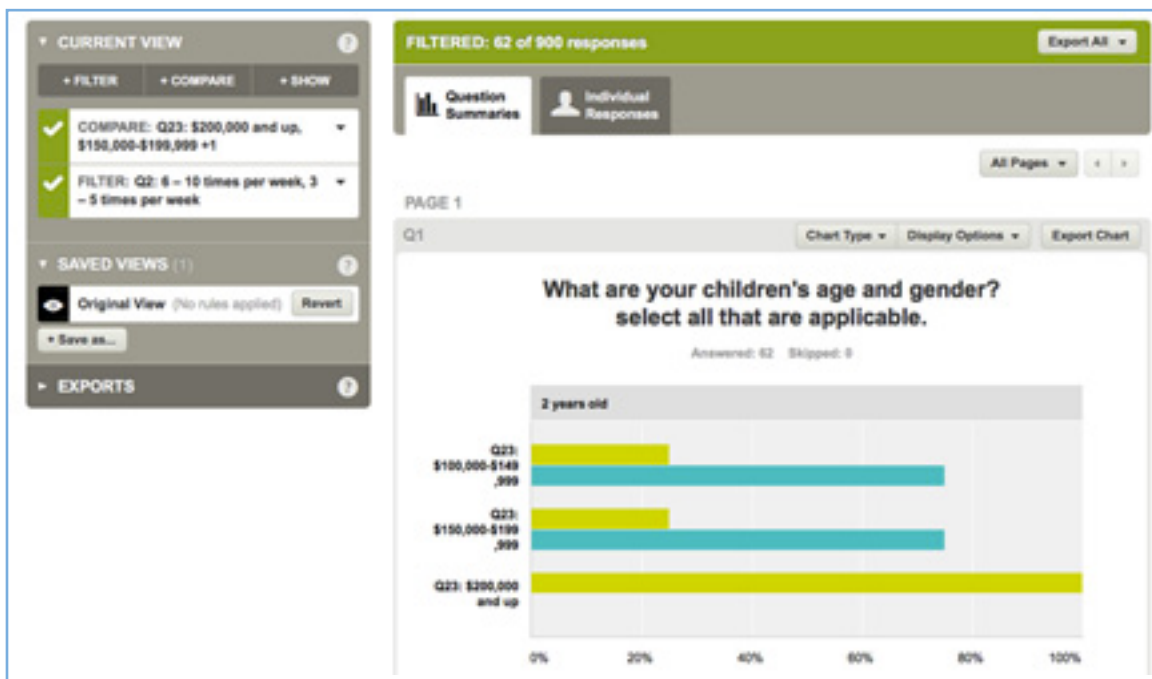 CURRENT VIEW ?
+ FILTER + COMPARE + SHOW
COMPARE: Q23: $200,000 and up,
$150,000-$199,999 +1
FILTER: Q2: 6 – 10 times per week, 3
– 5 times per week
SAVED VIEWS (1) ?
Original View (No rules applied) Revert
+ Save as...
EXPORTS ?
FILTERED: 62 of 900 responses Export All
Question
Summaries
Individual
Responses
All Pages
PAGE 1
Q1 Chart Type Display Options Export Chart
What are your children's age and gender?
select all that are applicable.
Answered: 62 Skipped: 0
2 years old
Q23:
$100,000-$149
,999
Q23:
$150,000-$199
,999
Q23: $200,000
and up
0% 20% 40% 60% 80% 100%